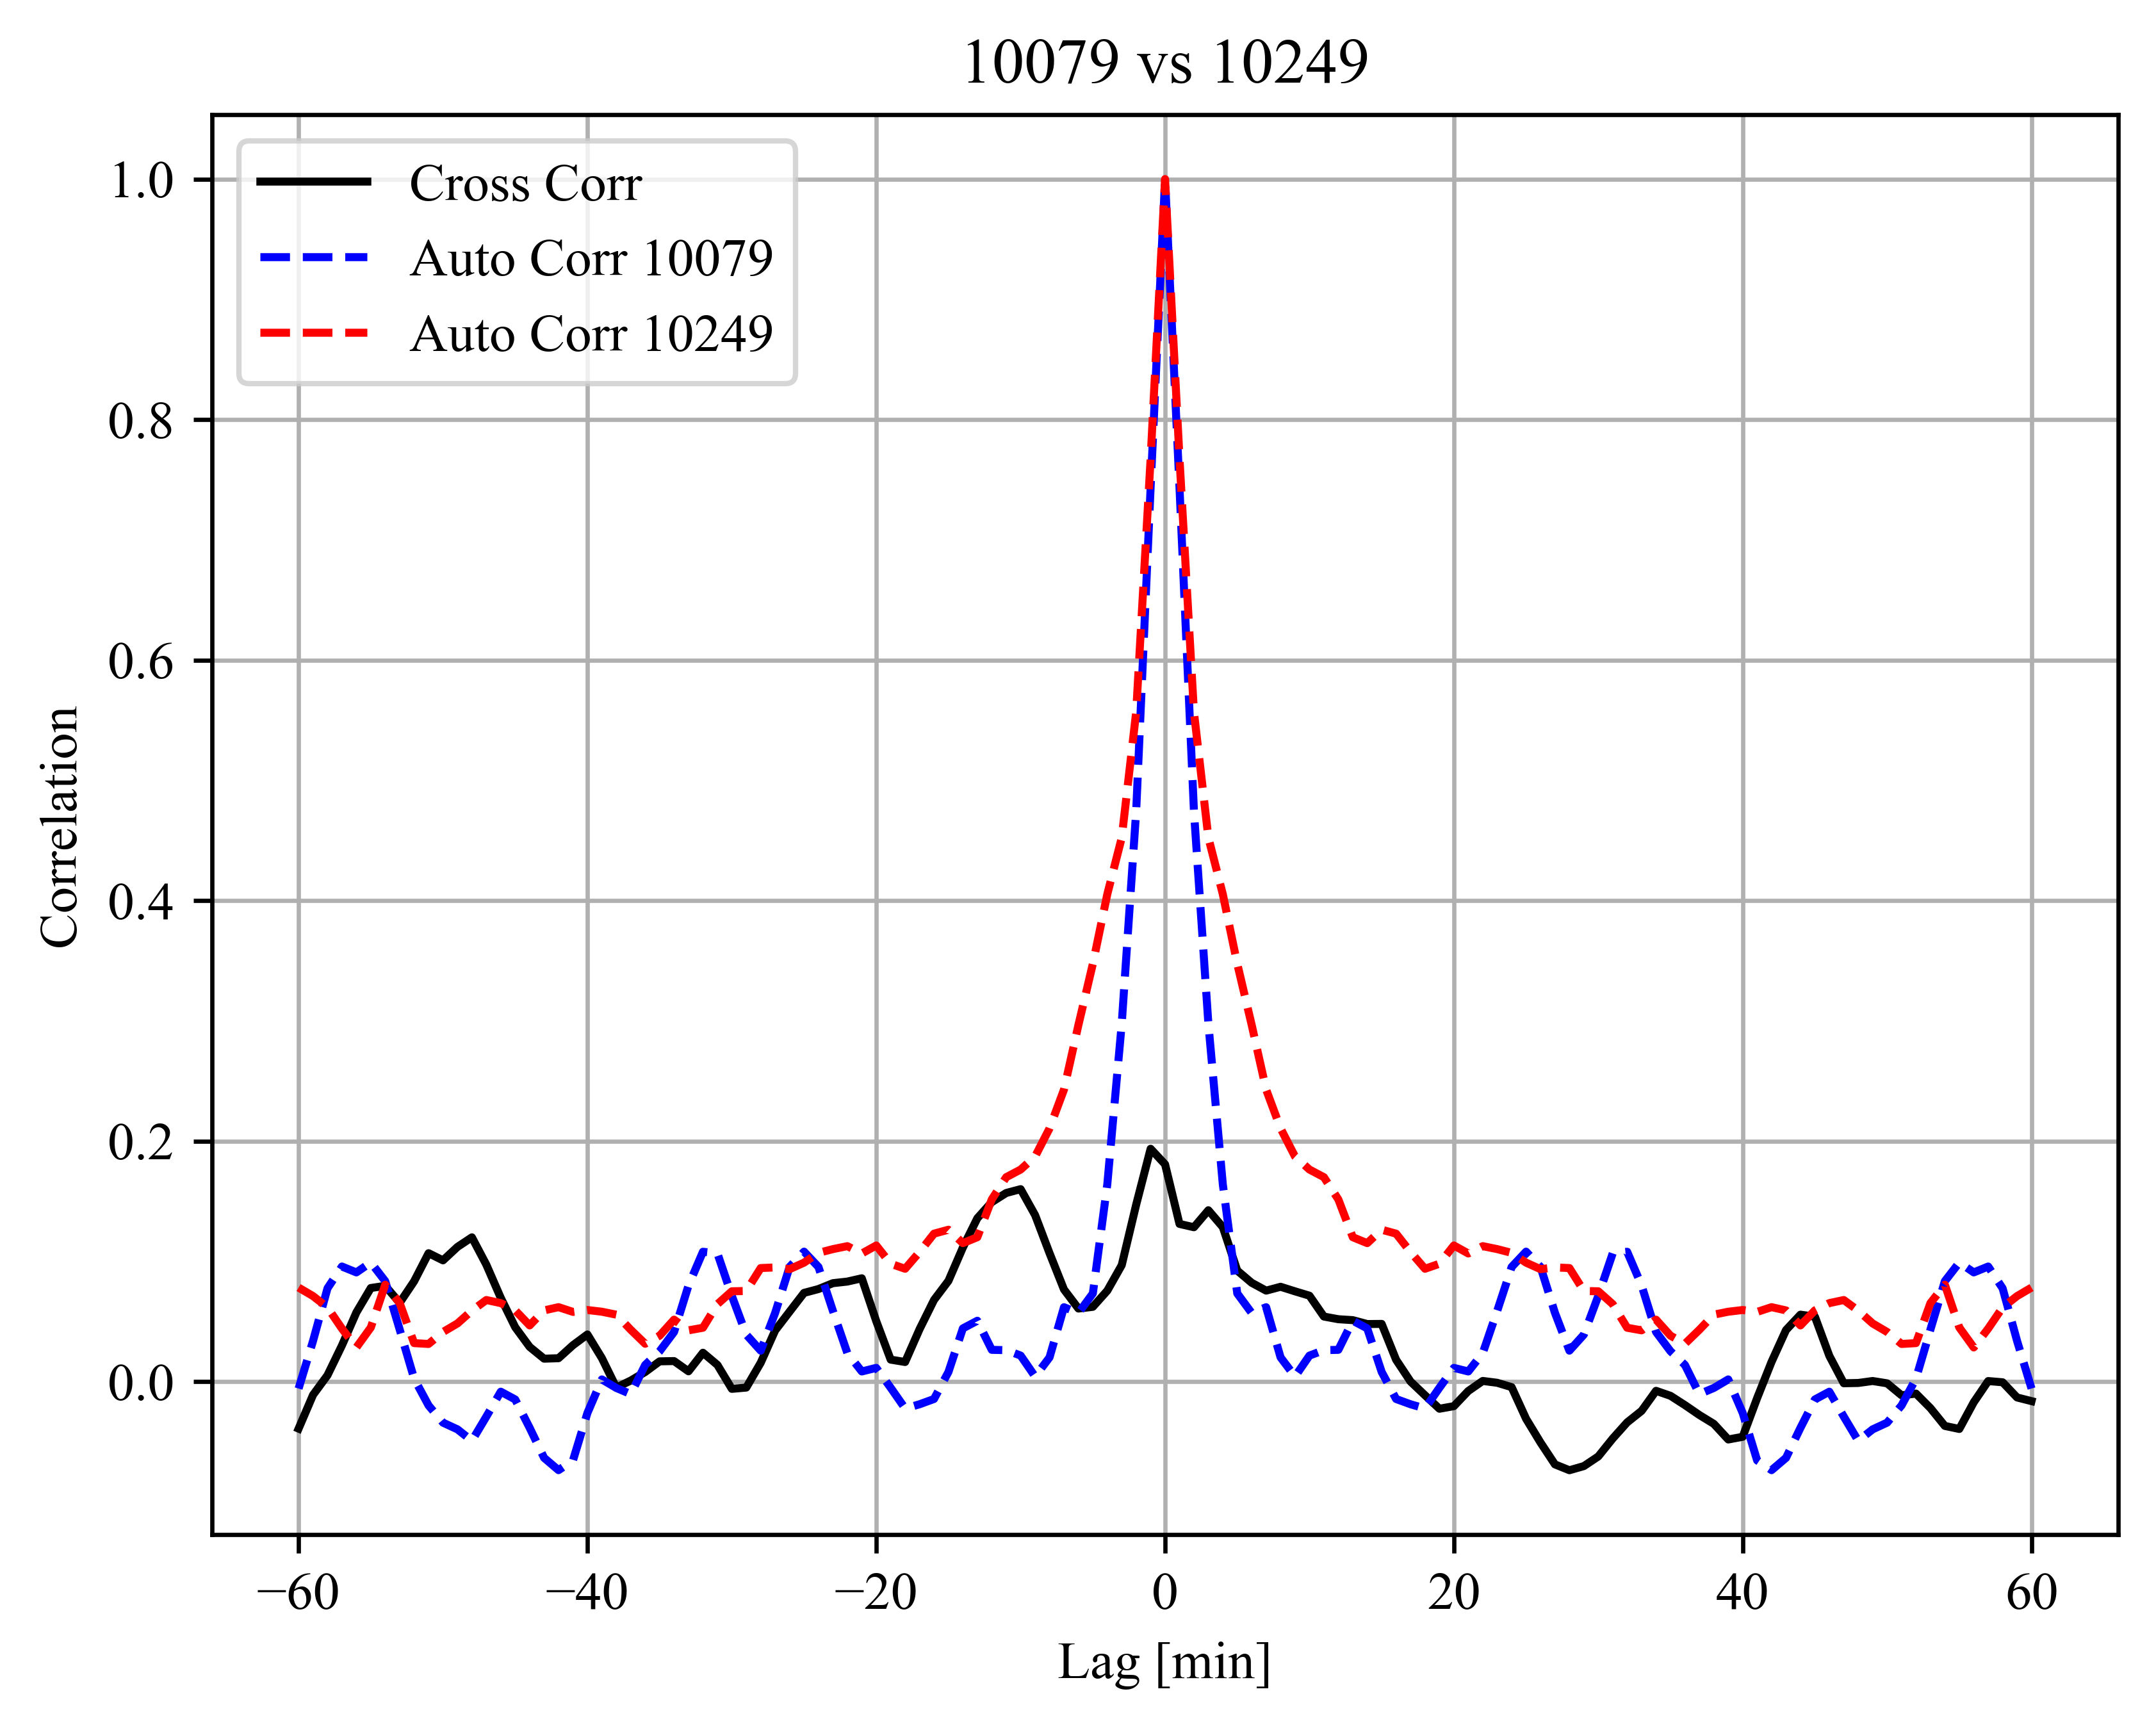 10079 vs 10249
Cross Corr
Auto Corr 10079
Auto Corr 10249
1.0
0.8
0.6
0.4
0.2
0.0
Correlation
−60 −40 −20 0 20 40 60
Lag [min]